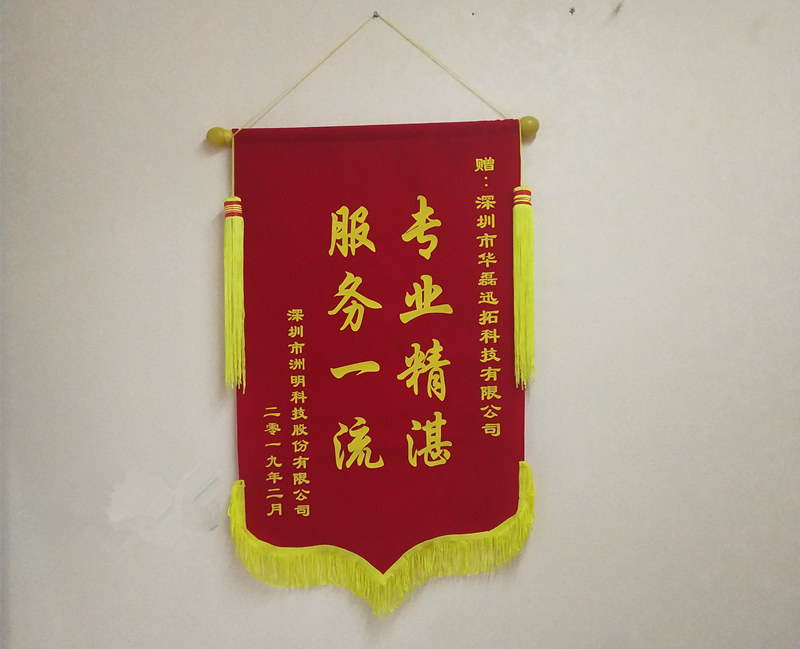 赠：深圳市华磊迅拓科技有限公司
专业精湛
服务一流
深圳市洲明科技股份有限公司
二零一九年二月